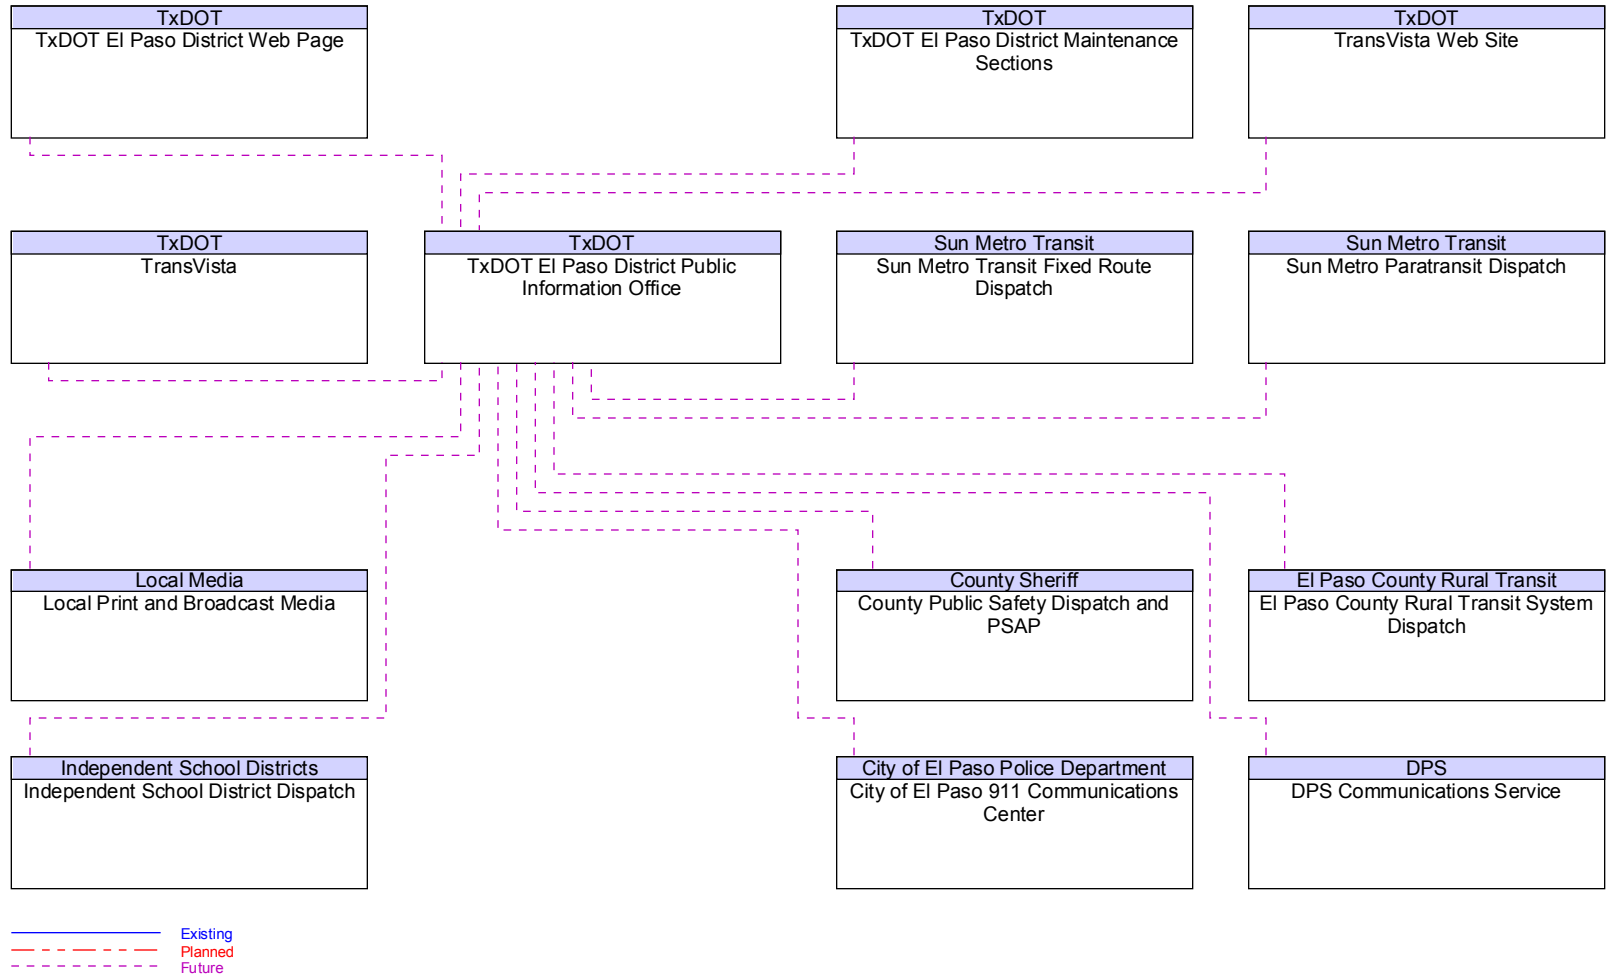 TxDOT
TxDOT El Paso District Web Page
TxDOT
TxDOT El Paso District Maintenance
Sections
TxDOT
TransVista Web Site
TxDOT
TransVista
TxDOT
TxDOT El Paso District Public
Information Office
Sun Metro Transit
Sun Metro Transit Fixed Route
Dispatch
Sun Metro Transit
Sun Metro Paratransit Dispatch
Local Media
Local Print and Broadcast Media
County Sheriff
County Public Safety Dispatch and
PSAP
El Paso County Rural Transit
El Paso County Rural Transit System
Dispatch
Independent School Districts
Independent School District Dispatch
City of El Paso Police Department
City of El Paso 911 Communications
Center
DPS
DPS Communications Service
Existing
Planned
Future